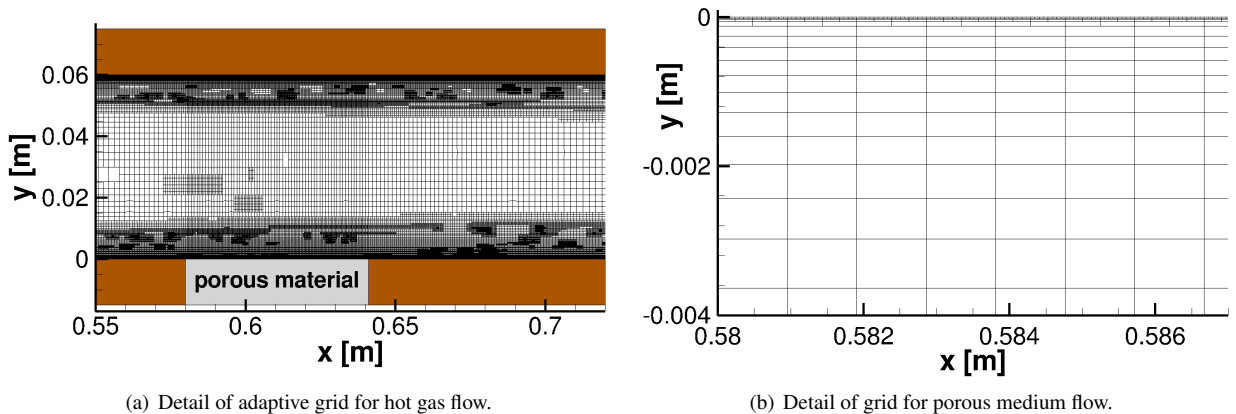 0.06
0.04
0.02
0
y [m]
porous material
0.55
0.6
0.65
0.7
x [m]
(a) Detail of adaptive grid for hot gas flow.
0
-0.002
-0.004
y [m]
0.58
0.582
0.584
0.586
x [m]
(b) Detail of grid for porous medium flow.